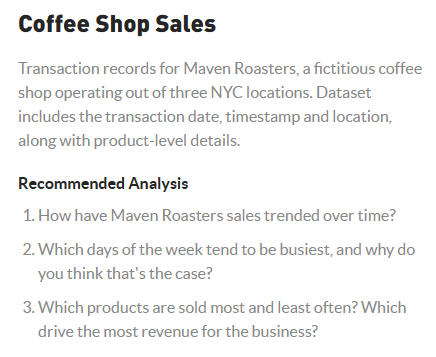 Coffee Shop Sales
Transaction records for Maven Roasters, a fictitious coffee
shop operating out of three NYC locations. Dataset
includes the transaction date, timestamp and location,
along with product-level details.
Recommended Analysis
1. How have Maven Roasters sales trended over time?
2. Which days of the week tend to be busiest, and why do
you think that's the case?
3. Which products are sold most and least often? Which
drive the most revenue for the business?